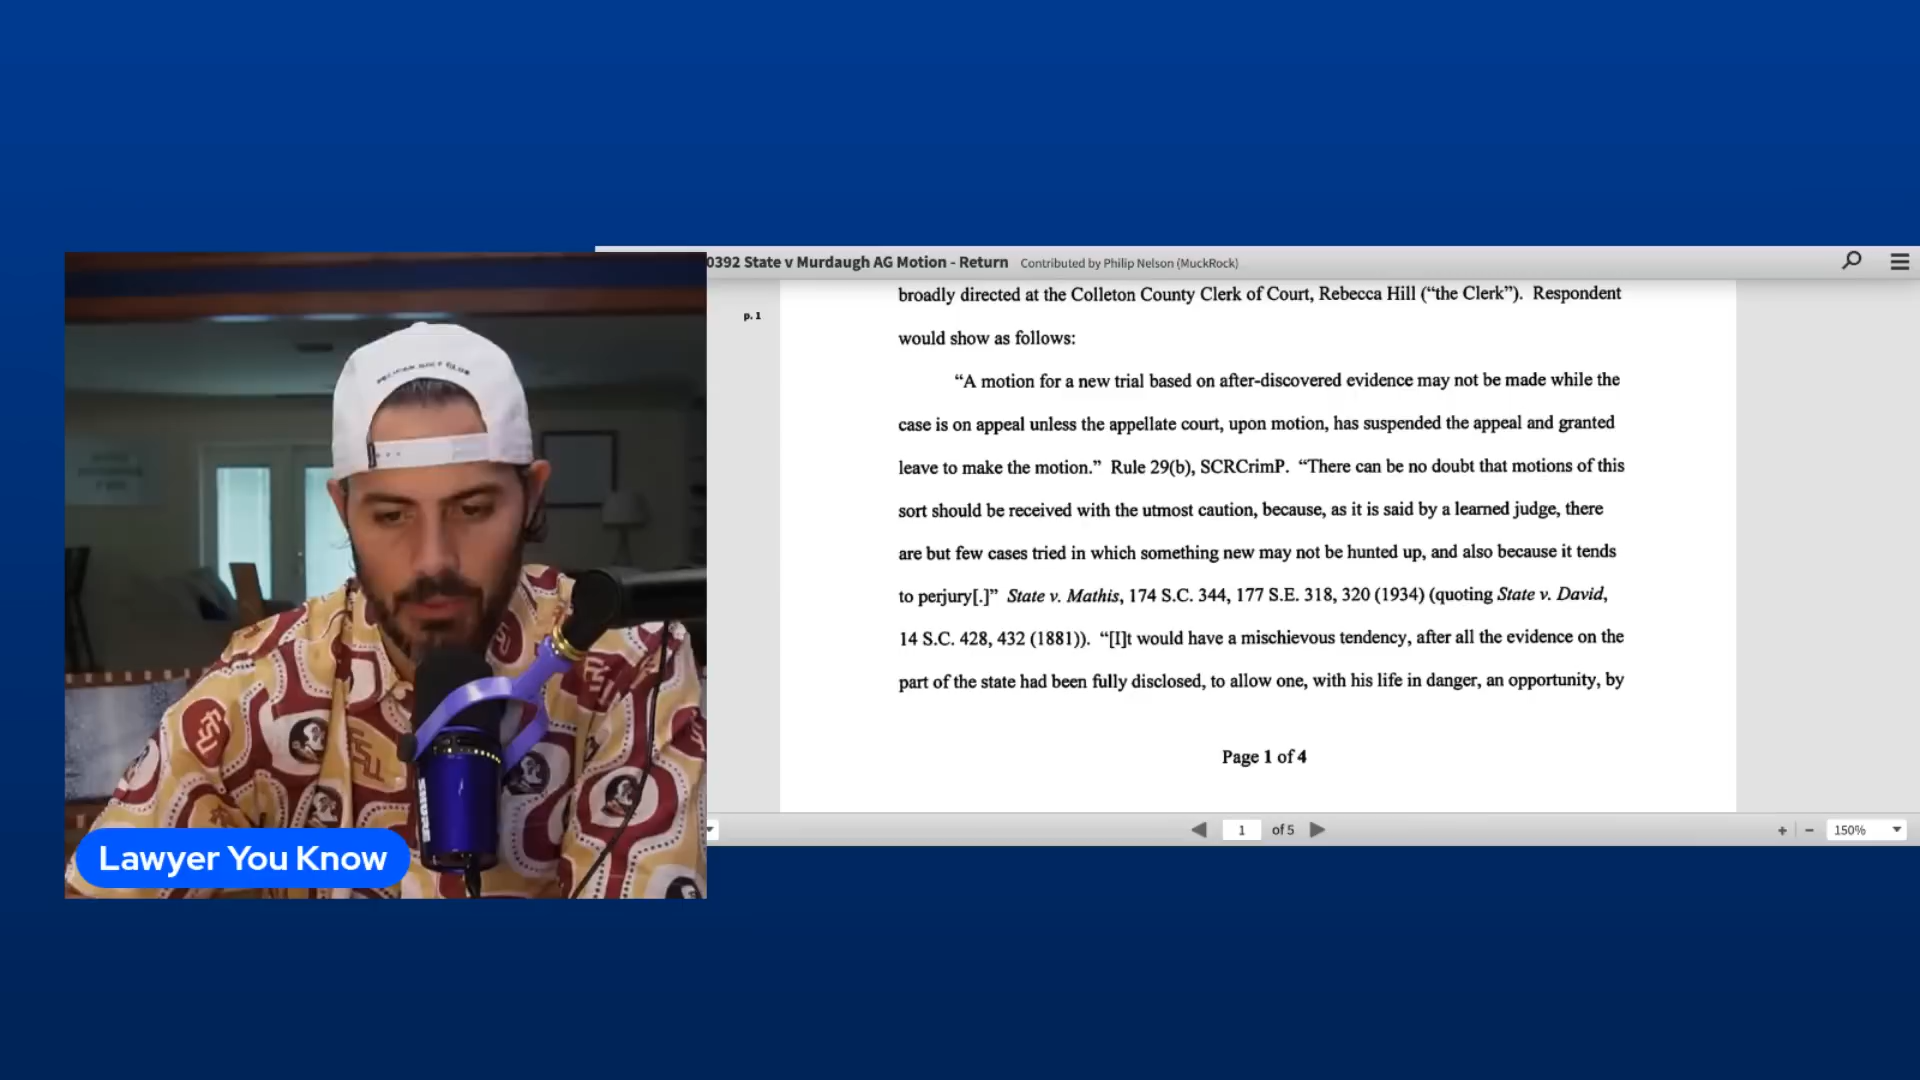 0392 State v Murdaugh AG Motion - Return Contributed by Philip Nelson (MuckRock)
p. 1
broadly directed at the Colleton County Clerk of Court, Rebecca Hill (“the Clerk”). Respondent
would show as follows:
“A motion for a new trial based on after-discovered evidence may not be made while the
case is on appeal unless the appellate court, upon motion, has suspended the appeal and granted
leave to make the motion.” Rule 29(b), SCRCrimP. “There can be no doubt that motions of this
sort should be received with the utmost caution, because, as it is said by a learned judge, there
are but few cases tried in which something new may not be hunted up, and also because it tends
to perjury[.]” State v. Mathis, 174 S.C. 344, 177 S.E. 318, 320 (1934) (quoting State v. David,
14 S.C. 428, 432 (1881)). “[I]t would have a mischievous tendency, after all the evidence on the
part of the state had been fully disclosed, to allow one, with his life in danger, an opportunity, by
Page 1 of 4
1 of 5
+ − 150%
PELICAN GOLF CLUB
FSU
SHURE
Lawyer You Know